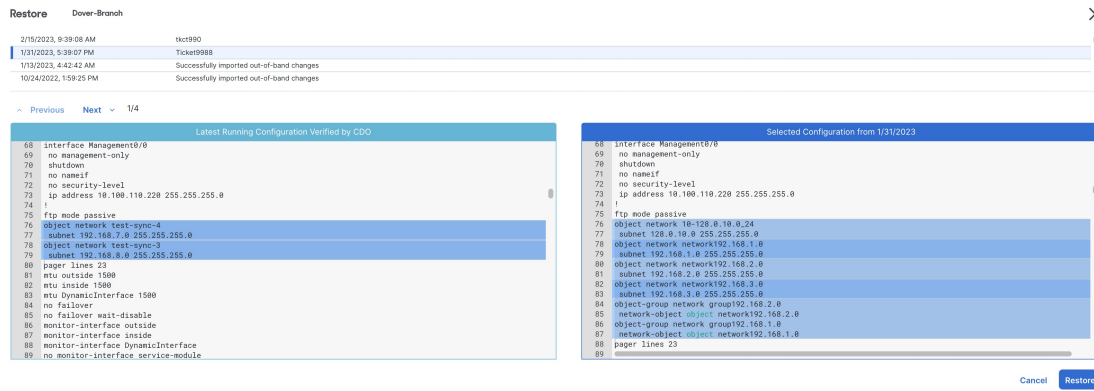 Restore Dover-Branch
2/15/2023, 9:39:08 AM tkct990
1/31/2023, 5:39:07 PM Ticket9988
1/13/2023, 4:42:42 AM Successfully imported out-of-band changes
10/24/2022, 1:59:25 PM Successfully imported out-of-band changes
Previous Next 1/4
Latest Running Configuration Verified by CDO
68 interface Management0/0
69 no management-only
70 shutdown
71 no nameif
72 no security-level
73 ip address 10.100.110.220 255.255.255.0
74 !
75 ftp mode passive
76 object network test-sync-4
77 subnet 192.168.7.0 255.255.255.0
78 object network test-sync-3
79 subnet 192.168.8.0 255.255.255.0
80 pager lines 23
81 mtu outside 1500
82 mtu inside 1500
83 mtu DynamicInterface 1500
84 no failover
85 no failover wait-disable
86 monitor-interface outside
87 monitor-interface inside
88 monitor-interface DynamicInterface
89 no monitor-interface service-module
Selected Configuration from 1/31/2023
68 interface Management0/0
69 no management-only
70 shutdown
71 no nameif
72 no security-level
73 ip address 10.100.110.220 255.255.255.0
74 !
75 ftp mode passive
76 object network 10-128.0.10.0_24
77 subnet 128.0.10.0 255.255.255.0
78 object network network192.168.1.0
79 subnet 192.168.1.0 255.255.255.0
80 object network network192.168.2.0
81 subnet 192.168.2.0 255.255.255.0
82 object network network192.168.3.0
83 subnet 192.168.3.0 255.255.255.0
84 object-group network group192.168.2.0
85 network-object object network192.168.2.0
86 object-group network group192.168.1.0
87 network-object object network192.168.1.0
88 pager lines 23
89
Cancel Restore